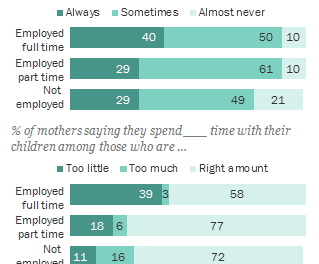 Always Sometimes Almost never
Employed
full time
40 50 10
Employed
part time
29 61 10
Not
employed
29 49 21
% of mothers saying they spend ___ time with their
children among those who are ...
Too little Too much Right amount
Employed
full time
39 3 58
Employed
part time
18 6 77
Not
employed
11 16 72